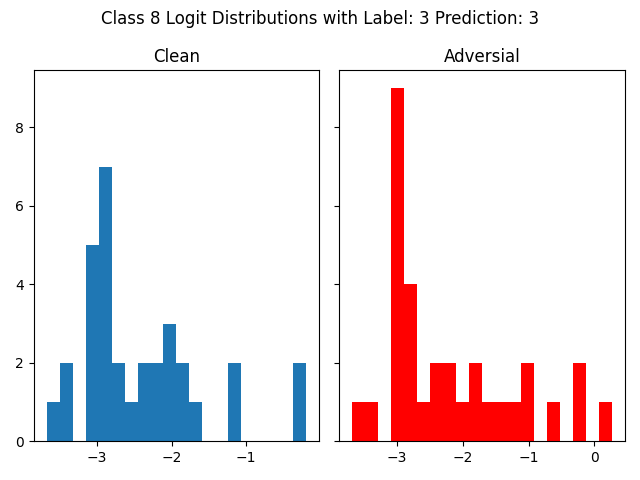 Class 8 Logit Distributions with Label: 3 Prediction: 3
Clean
Adversial
8
6
4
2
0
−3 −2 −1
−3 −2 −1 0